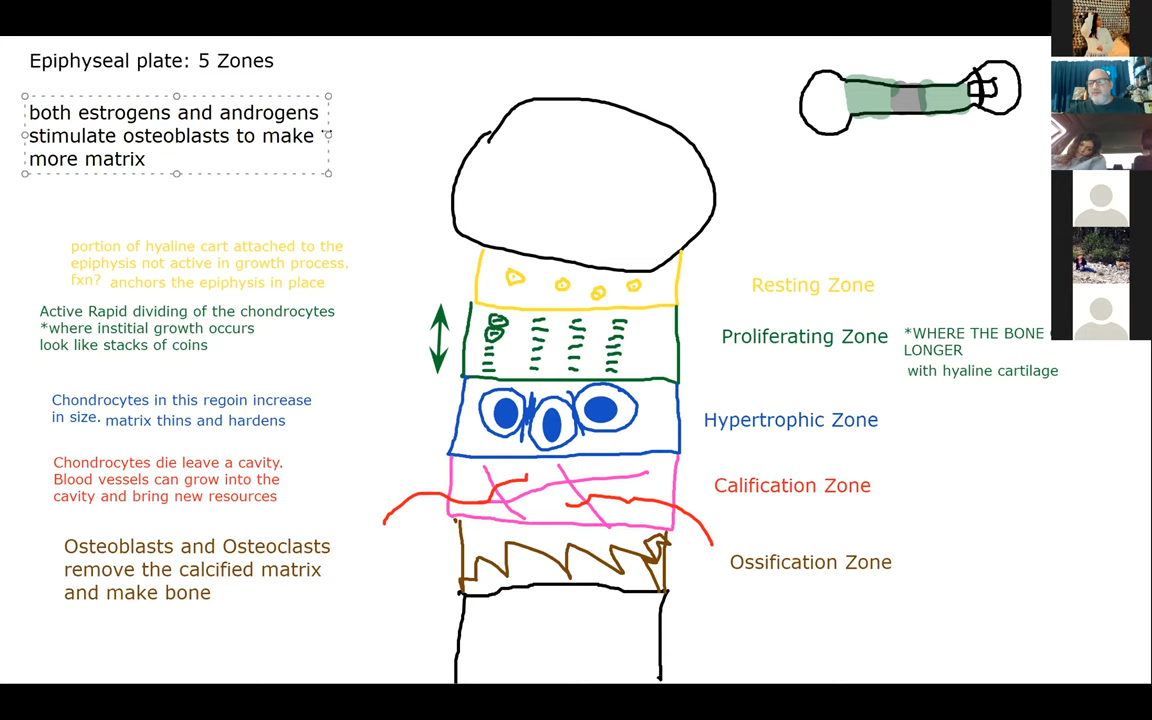 Epiphyseal plate: 5 Zones
both estrogens and androgens
stimulate osteoblasts to make
more matrix
portion of hyaline cart attached to the
epiphysis not active in growth process.
fxn? anchors the epiphysis in place
Resting Zone
Active Rapid dividing of the chondrocytes
*where institial growth occurs
look like stacks of coins
Proliferating Zone
*WHERE THE BONE
LONGER
with hyaline cartilage
Chondrocytes in this regoin increase
in size. matrix thins and hardens
Hypertrophic Zone
Chondrocytes die leave a cavity.
Blood vessels can grow into the
cavity and bring new resources
Calification Zone
Osteoblasts and Osteoclasts
remove the calcified matrix
and make bone
Ossification Zone